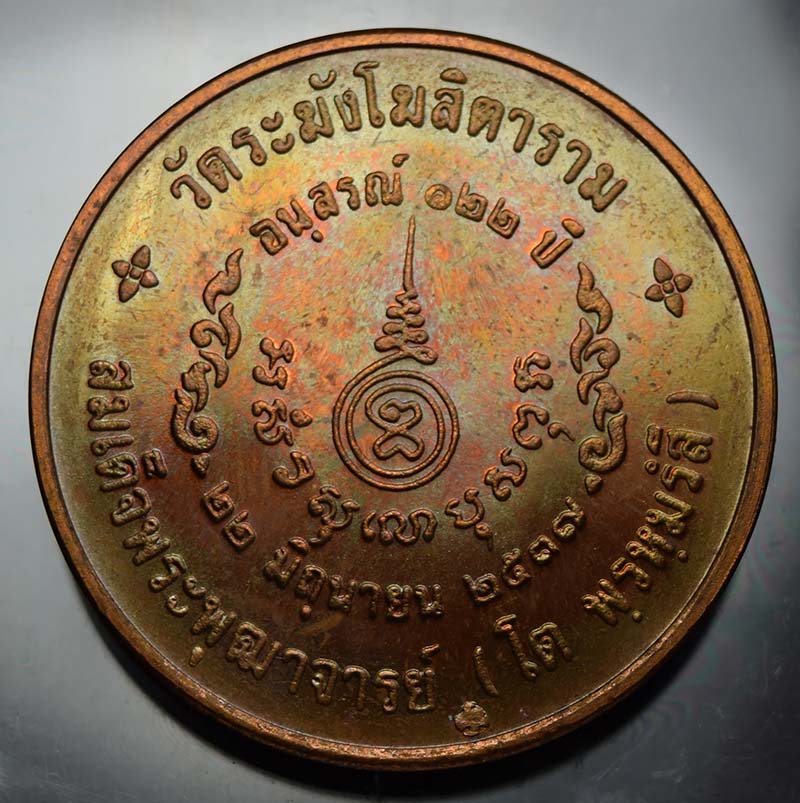 วัดระฆังโฆสิตาราม
อนุสรณ์ ๑๒๒ ปี
๒๒ มิถุนายน ๒๕๓๗
สมเด็จพระพุฒาจารย์ (โต พฺรหฺมรํสี)